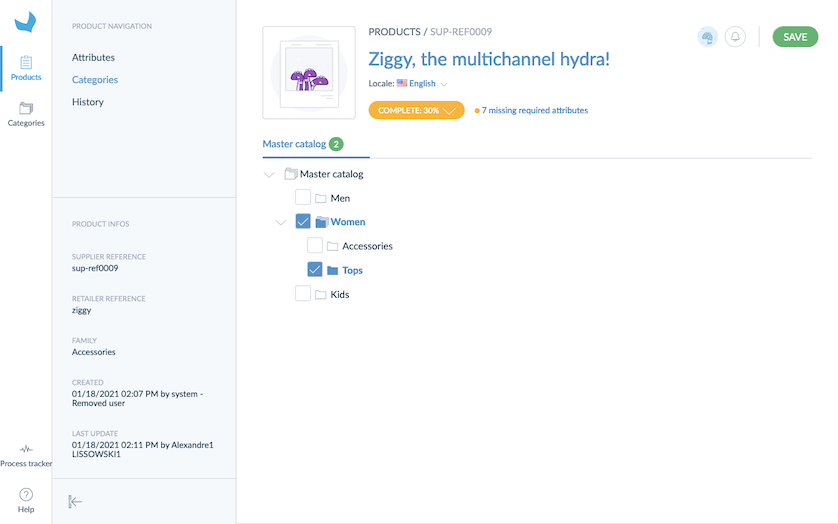 Products
Categories
Process tracker
Help
PRODUCT NAVIGATION
Attributes
Categories
History
PRODUCT INFOS
SUPPLIER REFERENCE
sup-ref0009
RETAILER REFERENCE
ziggy
FAMILY
Accessories
CREATED
01/18/2021 02:07 PM by system -
Removed user
LAST UPDATE
01/18/2021 02:11 PM by Alexandre1
LISSOWSKI1
PRODUCTS / SUP-REF0009
SAVE
Ziggy, the multichannel hydra!
Locale: English
COMPLETE: 30%
7 missing required attributes
Master catalog 2
Master catalog
Men
Women
Accessories
Tops
Kids